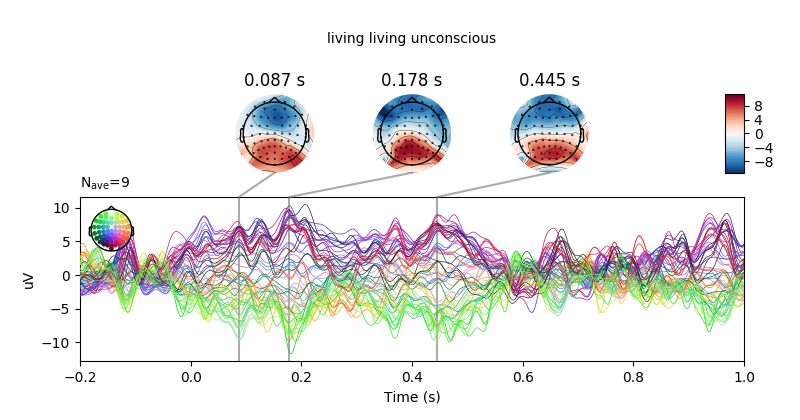 living living unconscious
0.087 s 0.178 s 0.445 s
8
4
0
−4
−8
Nave=9
10
5
0
−5
−10
uV
−0.2 0.0 0.2 0.4 0.6 0.8 1.0
Time (s)